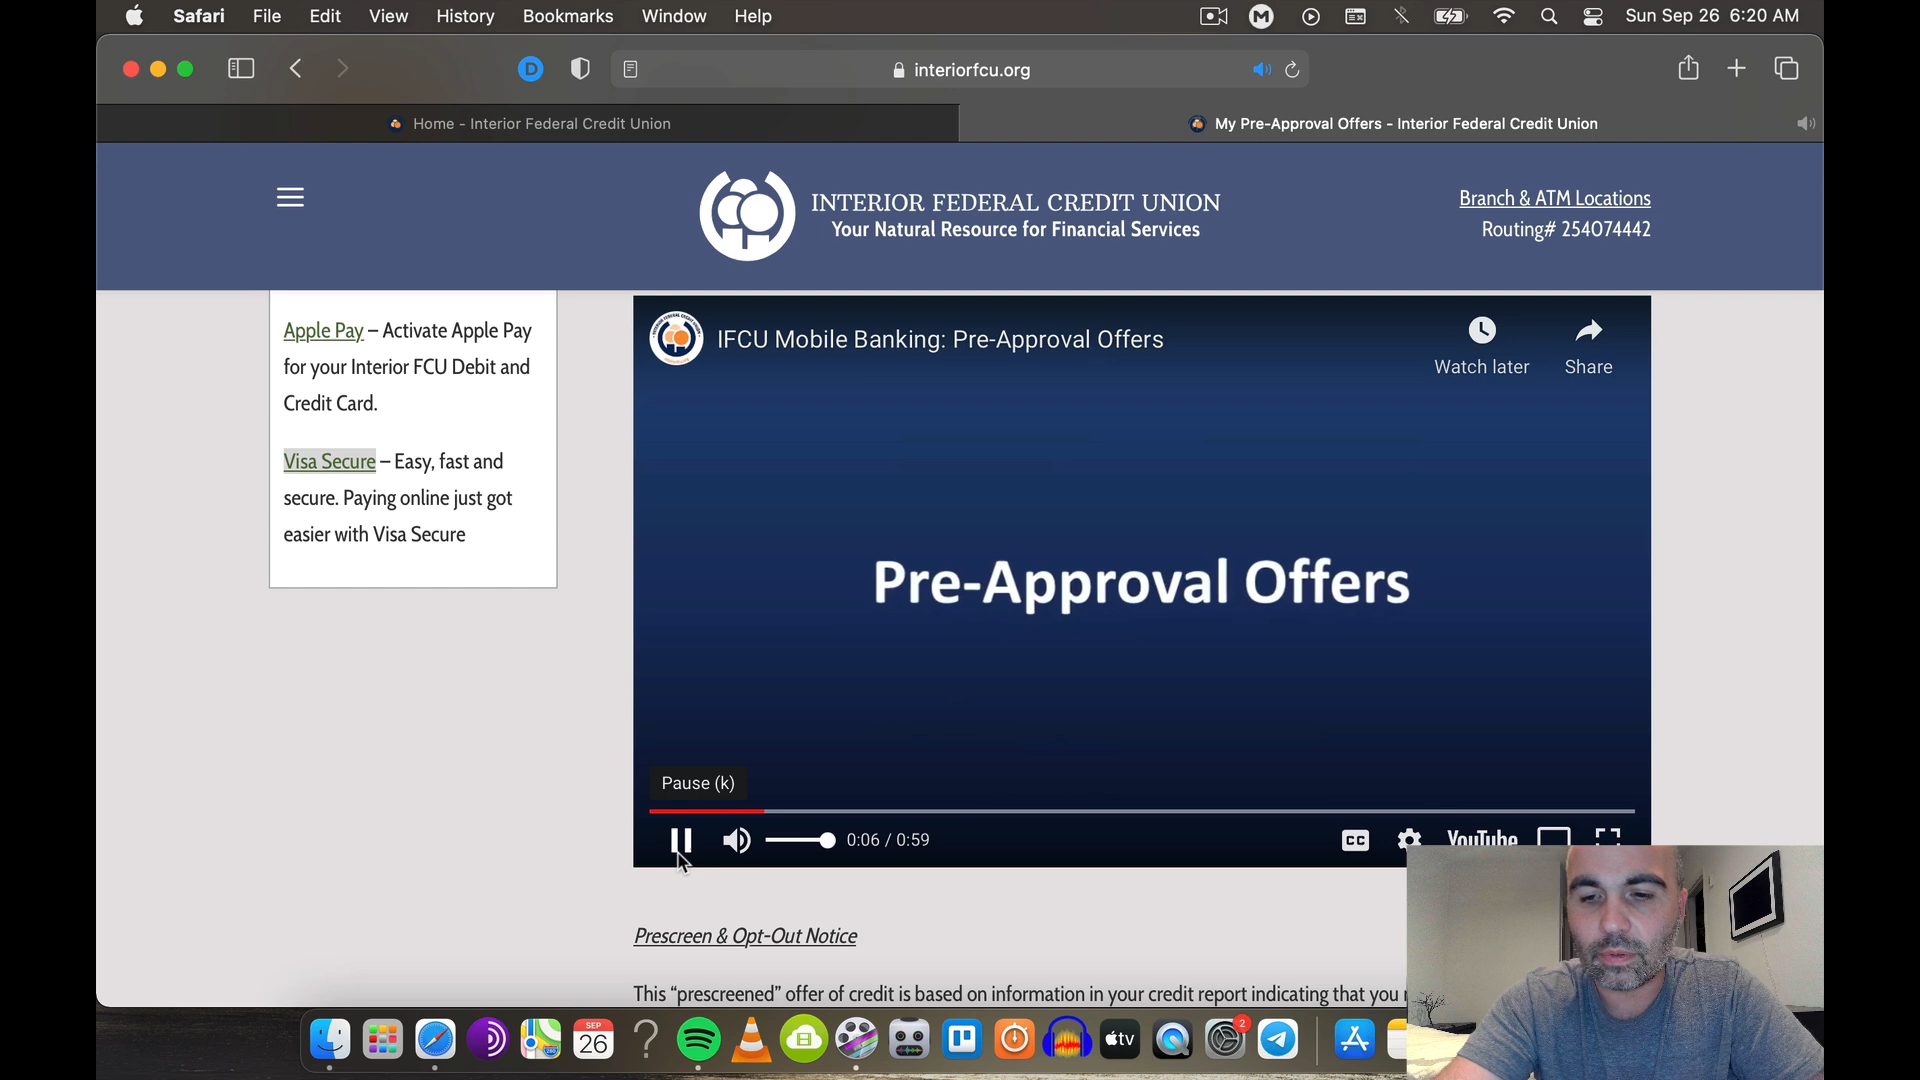 Safari File Edit View History Bookmarks Window Help
Sun Sep 26 6:20 AM
interiorfcu.org
Home - Interior Federal Credit Union
My Pre-Approval Offers - Interior Federal Credit Union
INTERIOR FEDERAL CREDIT UNION
Your Natural Resource for Financial Services
Branch & ATM Locations
Routing# 254074442
Apple Pay – Activate Apple Pay
for your Interior FCU Debit and
Credit Card.
Visa Secure – Easy, fast and
secure. Paying online just got
easier with Visa Secure
IFCU Mobile Banking: Pre-Approval Offers
Watch later
Share
Pre-Approval Offers
Pause (k)
0:06 / 0:59
CC
YouTube
Prescreen & Opt-Out Notice
This “prescreened” offer of credit is based on information in your credit report indicating that you
SEP
26
tv
2